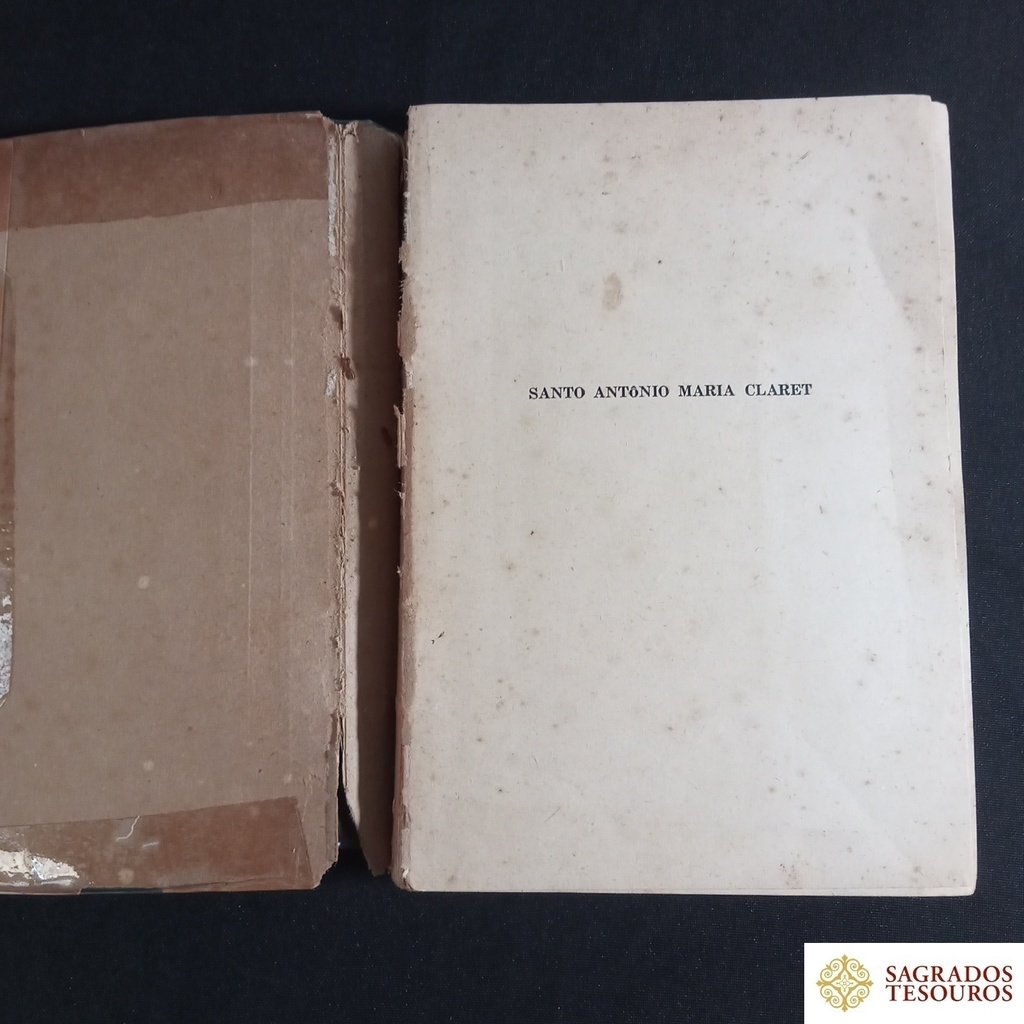 SANTO ANTôNIO MARIA CLARET
SAGRADOS
TESOUROS